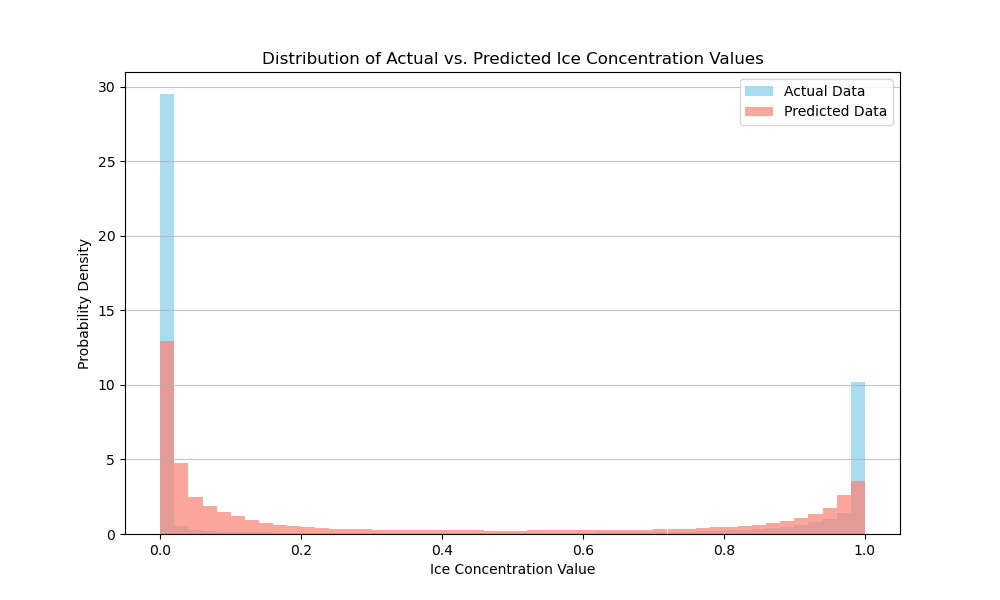 Distribution of Actual vs. Predicted Ice Concentration Values
Actual Data
Predicted Data
Probability Density
30
25
20
15
10
5
0
0.0 0.2 0.4 0.6 0.8 1.0
Ice Concentration Value